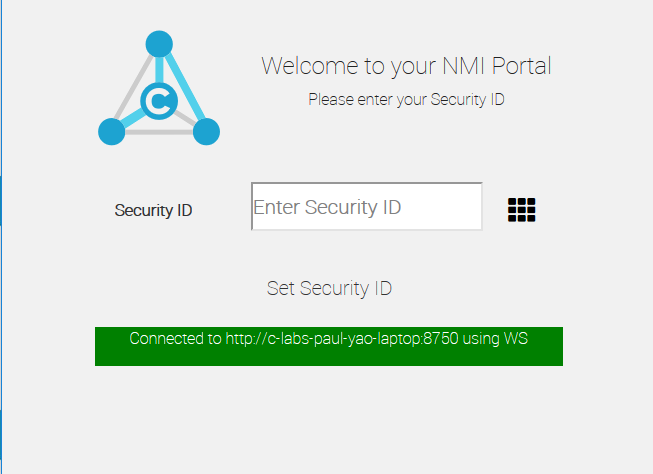 Welcome to your NMI Portal
Please enter your Security ID
C
Security ID
Enter Security ID
Set Security ID
Connected to http://c-labs-paul-yao-laptop:8750 using WS